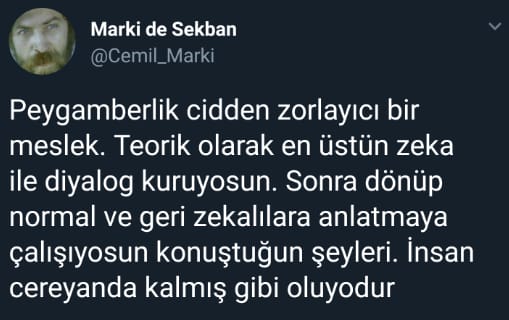 Marki de Sekban
@Cemil_Marki
Peygamberlik cidden zorlayıcı bir
meslek. Teorik olarak en üstün zeka
ile diyalog kuruyosun. Sonra dönüp
normal ve geri zekalılara anlatmaya
çalışıyosun konuştuğun şeyleri. İnsan
cereyanda kalmış gibi oluyodur